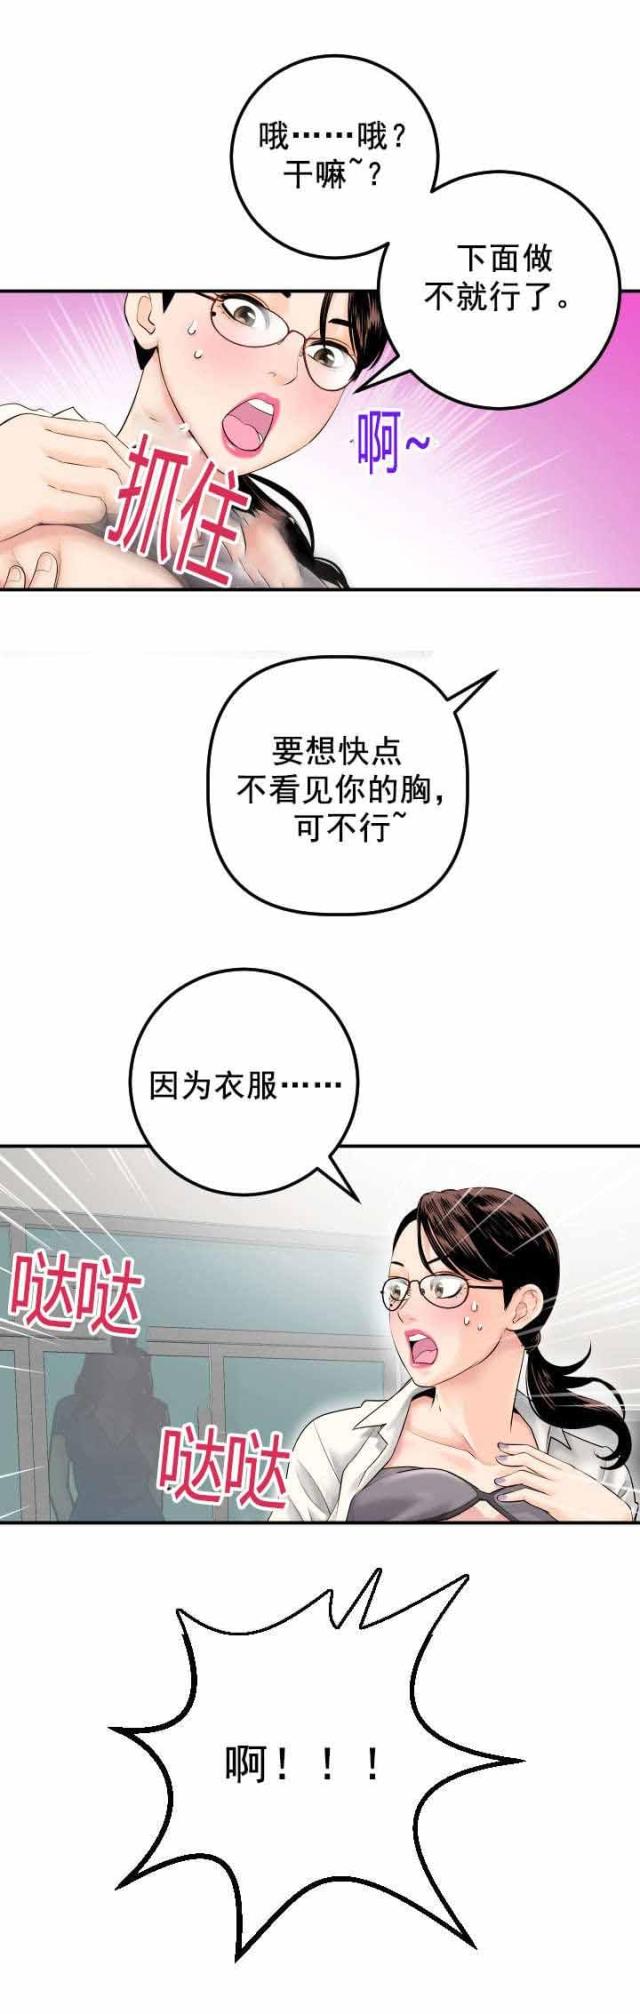 哦……哦？
干嘛~？
下面做
不就行了。
啊~
抓住
要想快点
不看见你的胸，
可不行~
因为衣服……
哒哒
哒哒
啊！！！